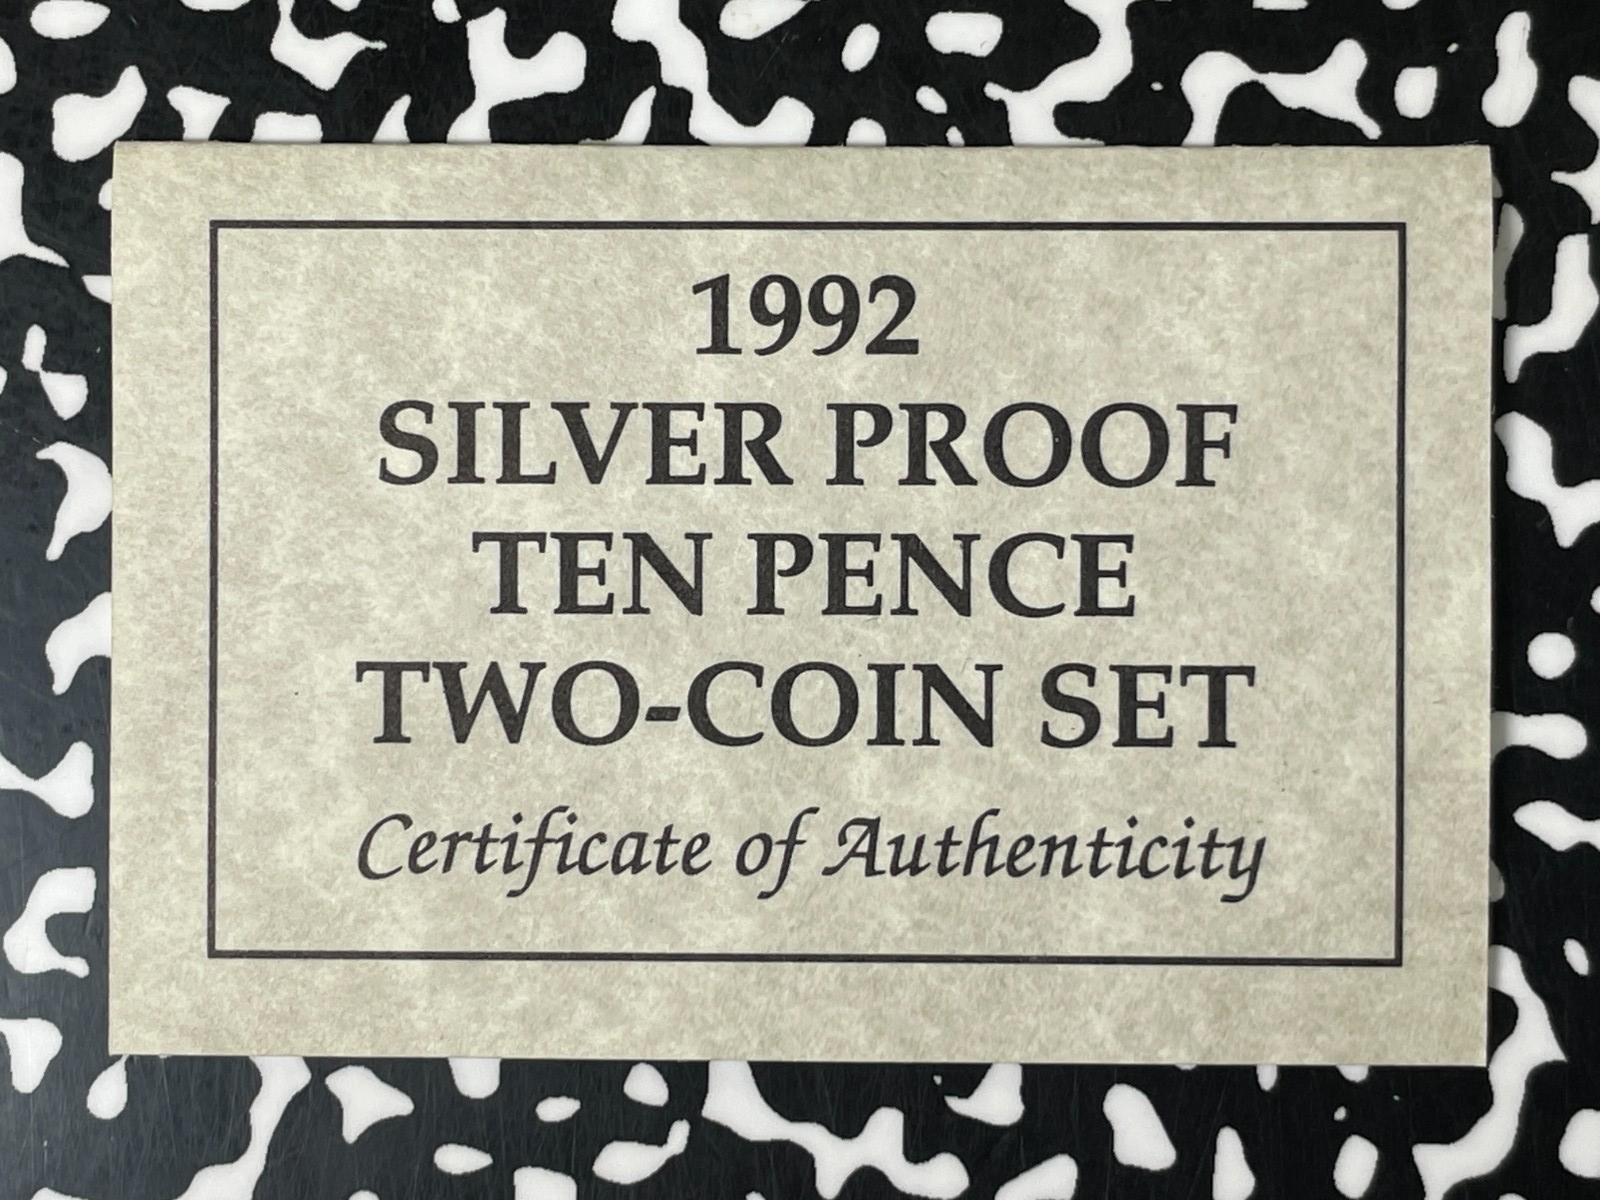 1992
SILVER PROOF
TEN PENCE
TWO-COIN SET
Certificate of Authenticity